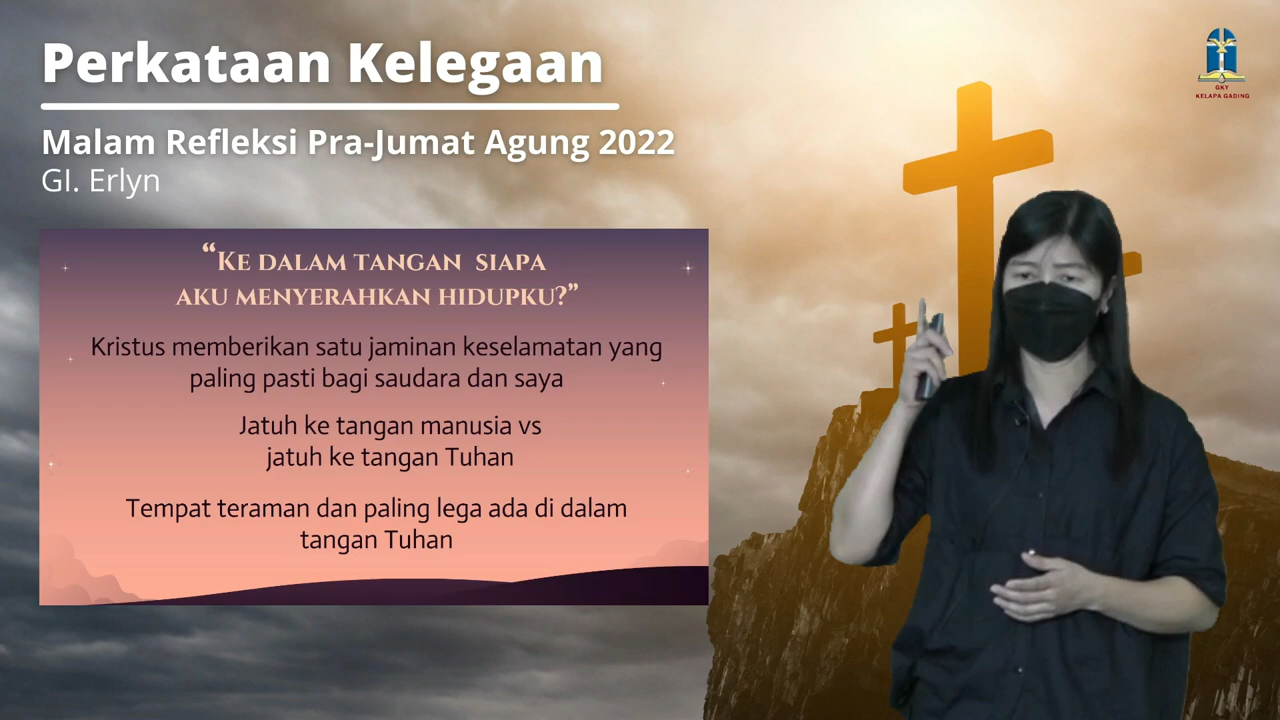 Perkataan Kelegaan
Malam Refleksi Pra-Jumat Agung 2022
GI. Erlyn
GKY
KELAPA GADING
“KE DALAM TANGAN SIAPA
AKU MENYERAHKAN HIDUPKU?”
Kristus memberikan satu jaminan keselamatan yang
paling pasti bagi saudara dan saya
Jatuh ke tangan manusia vs
jatuh ke tangan Tuhan
Tempat teraman dan paling lega ada di dalam
tangan Tuhan